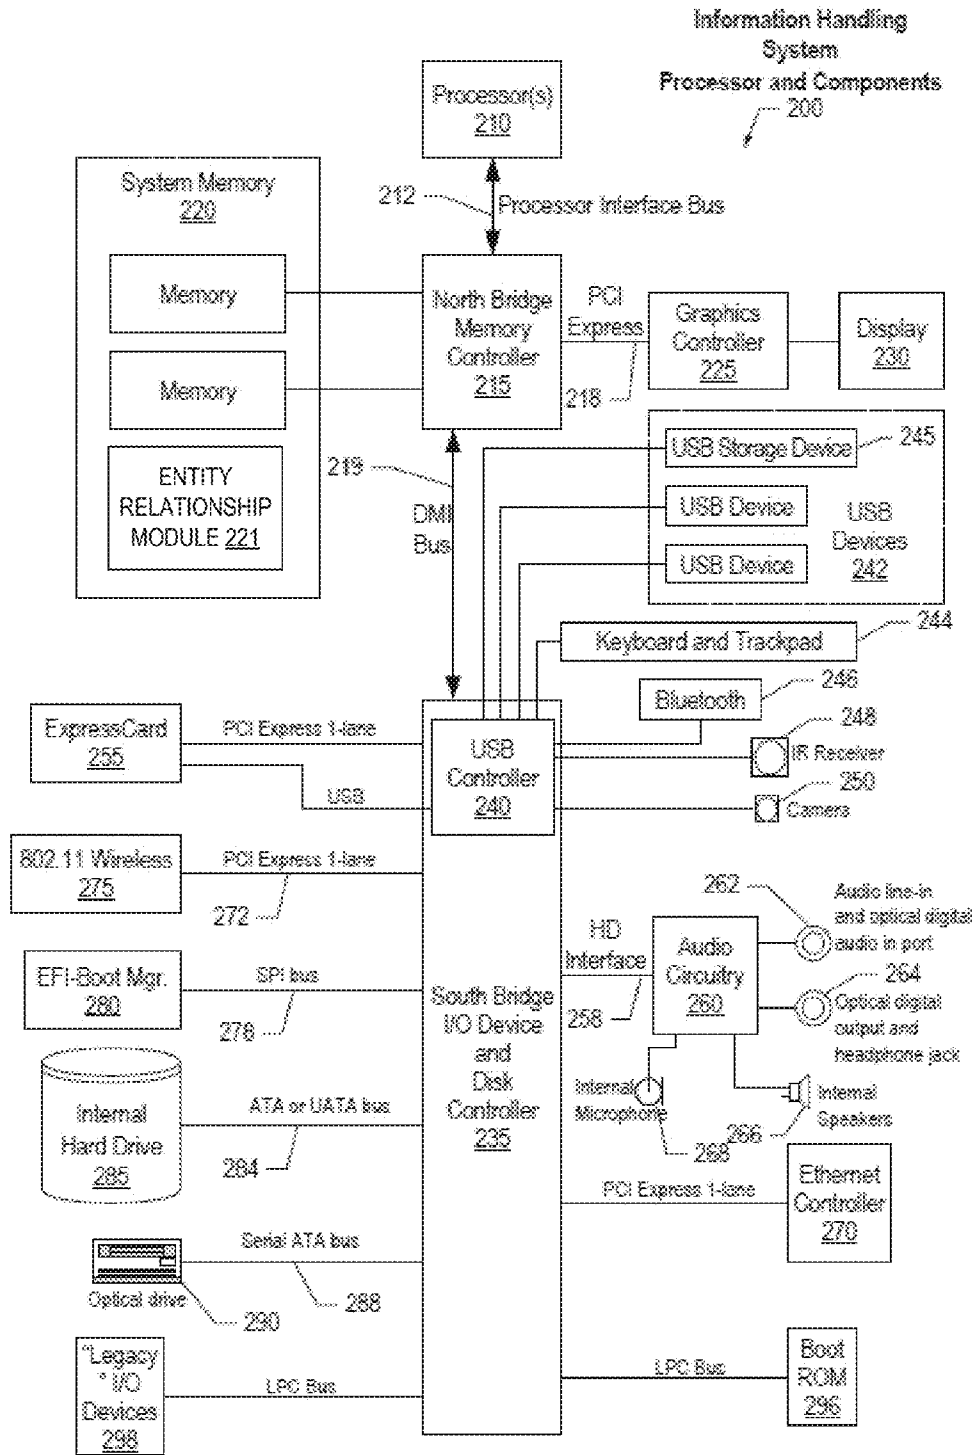 Information Handling
System
Processor and Components
200
Processor(s)
210
212
Processor Interface Bus
System Memory
220
Memory
Memory
ENTITY
RELATIONSHIP
MODULE 221
North Bridge
Memory
Controller
215
PCI
Express
218
Graphics
Controller
225
Display
230
219
DMI
Bus
USB Storage Device
245
USB Device
USB Device
USB
Devices
242
Keyboard and Trackpad
244
Bluetooth
246
248
IR Receiver
250
Camera
ExpressCard
255
PCI Express 1-lane
USB
USB
Controller
240
802.11 Wireless
275
PCI Express 1-lane
272
EFI-Boot Mgr.
280
SPI bus
278
Internal
Hard Drive
285
ATA or UATA bus
284
Optical drive
290
Serial ATA bus
288
"Legacy
" I/O
Devices
298
LPC Bus
South Bridge
I/O Device
and
Disk
Controller
235
HD
Interface
258
Audio
Circuitry
260
262
Audio line-in
and optical digital
audio in port
264
Optical digital
output and
headphone jack
Internal
Microphone
268
266
Internal
Speakers
PCI Express 1-lane
Ethernet
Controller
270
LPC Bus
Boot
ROM
296